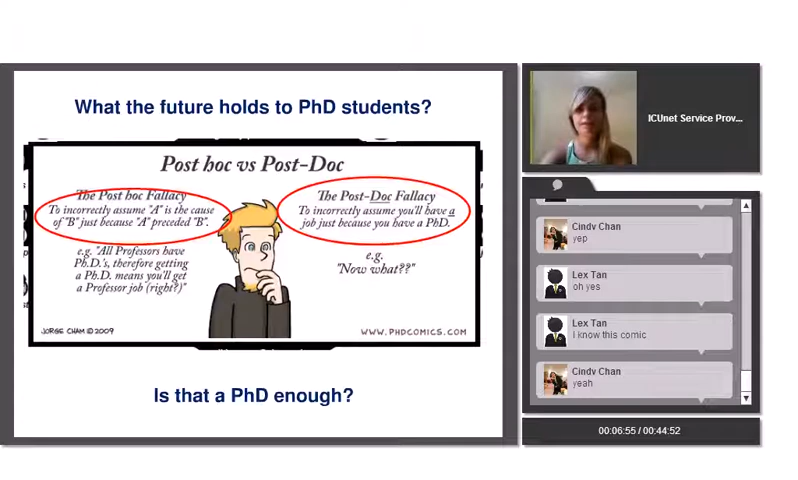 What the future holds to PhD students?
Post hoc vs Post-Doc
The Post hoc Fallacy
To incorrectly assume "A" is the cause
of "B" just because "A" preceded "B".
e.g. "All Professors have
Ph.D.'s, therefore getting
a Ph.D. means you'll get
a Professor job (right?)"
The Post-Doc Fallacy
To incorrectly assume you'll have a
job just because you have a PhD.
e.g.
"Now what??"
JORGE CHAM © 2009
WWW.PHDCOMICS.COM
Is that a PhD enough?
ICUnet Service Prov...
Cindy Chan
yep
Lex Tan
oh yes
Lex Tan
I know this comic
Cindy Chan
yeah
00:06:55 / 00:44:52